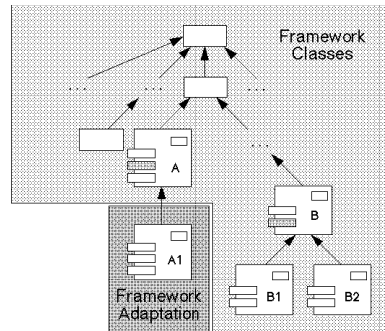 Framework
Classes
. . .
. . .
. . .
. . .
A
B
A1
B1
B2
Framework
Adaptation